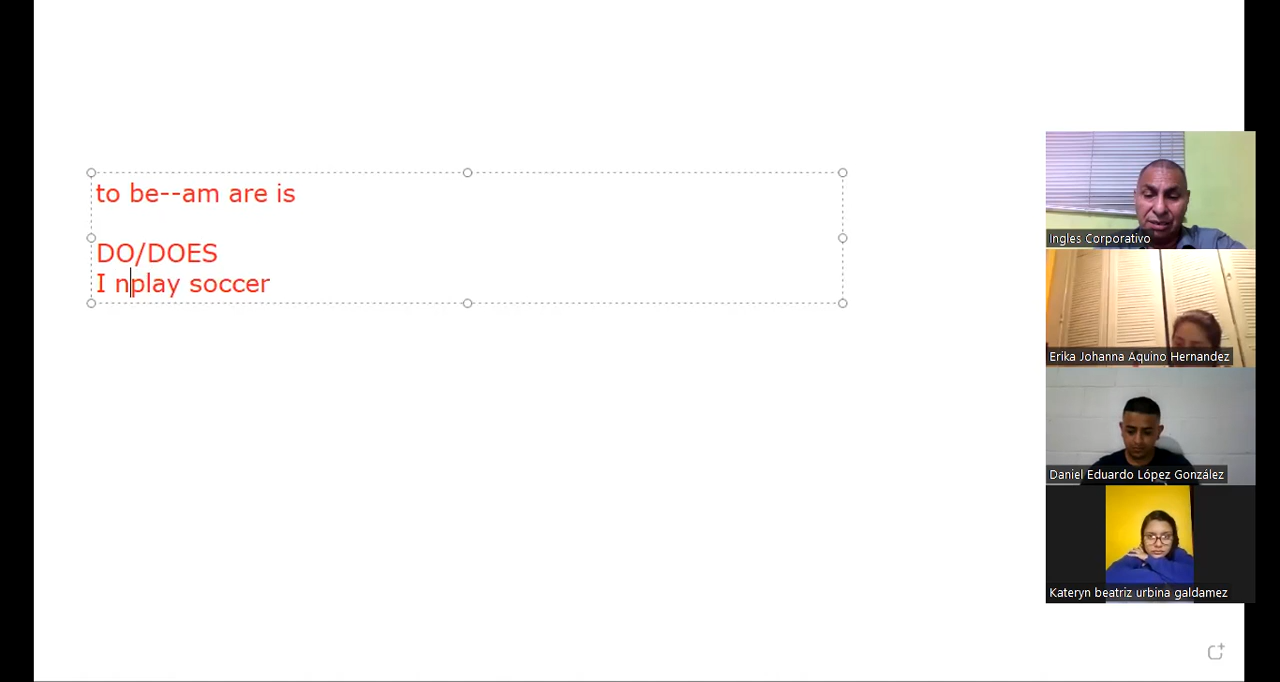 to be--am are is
DO/DOES
I nplay soccer
Ingles Corporativo
Erika Johanna Aquino Hernandez
Daniel Eduardo López González
Kateryn beatriz urbina galdamez